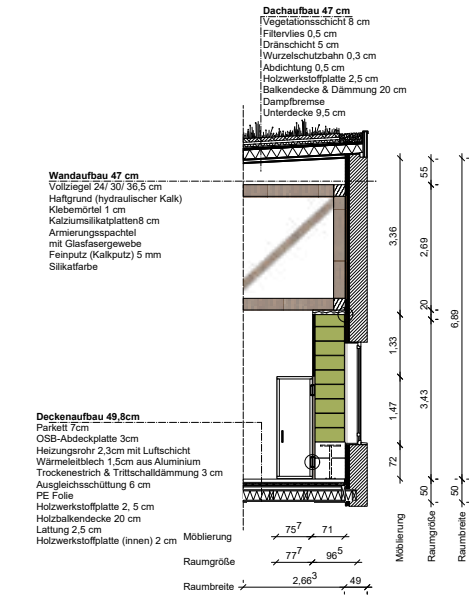 Dachaufbau 47 cm
Vegetationsschicht 8 cm
Filtervlies 0,5 cm
Dränschicht 5 cm
Wurzelschutzbahn 0,3 cm
Abdichtung 0,5 cm
Holzwerkstoffplatte 2,5 cm
Balkendecke & Dämmung 20 cm
Dampfbremse
Unterdecke 9,5 cm
Wandaufbau 47 cm
Vollziegel 24/ 30/ 36,5 cm
Haftgrund (hydraulischer Kalk)
Klebemörtel 1 cm
Kalziumsilikatplatten8 cm
Armierungsspachtel
mit Glasfasergewebe
Feinputz (Kalkputz) 5 mm
Silikatfarbe
55
3,36
2,69
6,89
20
1,33
3,43
1,47
72
50
50
Deckenaufbau 49,8cm
Parkett 7cm
OSB-Abdeckplatte 3cm
Heizungsrohr 2,3cm mit Luftschicht
Wärmeleitblech 1,5cm aus Aluminium
Trockenestrich & Trittschalldämmung 3 cm
Ausgleichsschüttung 6 cm
PE Folie
Holzwerkstoffplatte 2, 5 cm
Holzbalkendecke 20 cm
Lattung 2,5 cm
Holzwerkstoffplatte (innen) 2 cm
Möblierung 75⁷ 71
Raumgröße 77⁷ 96⁵
Raumbreite 2,66³ 49
Möblierung
Raumgröße
Raumbreite